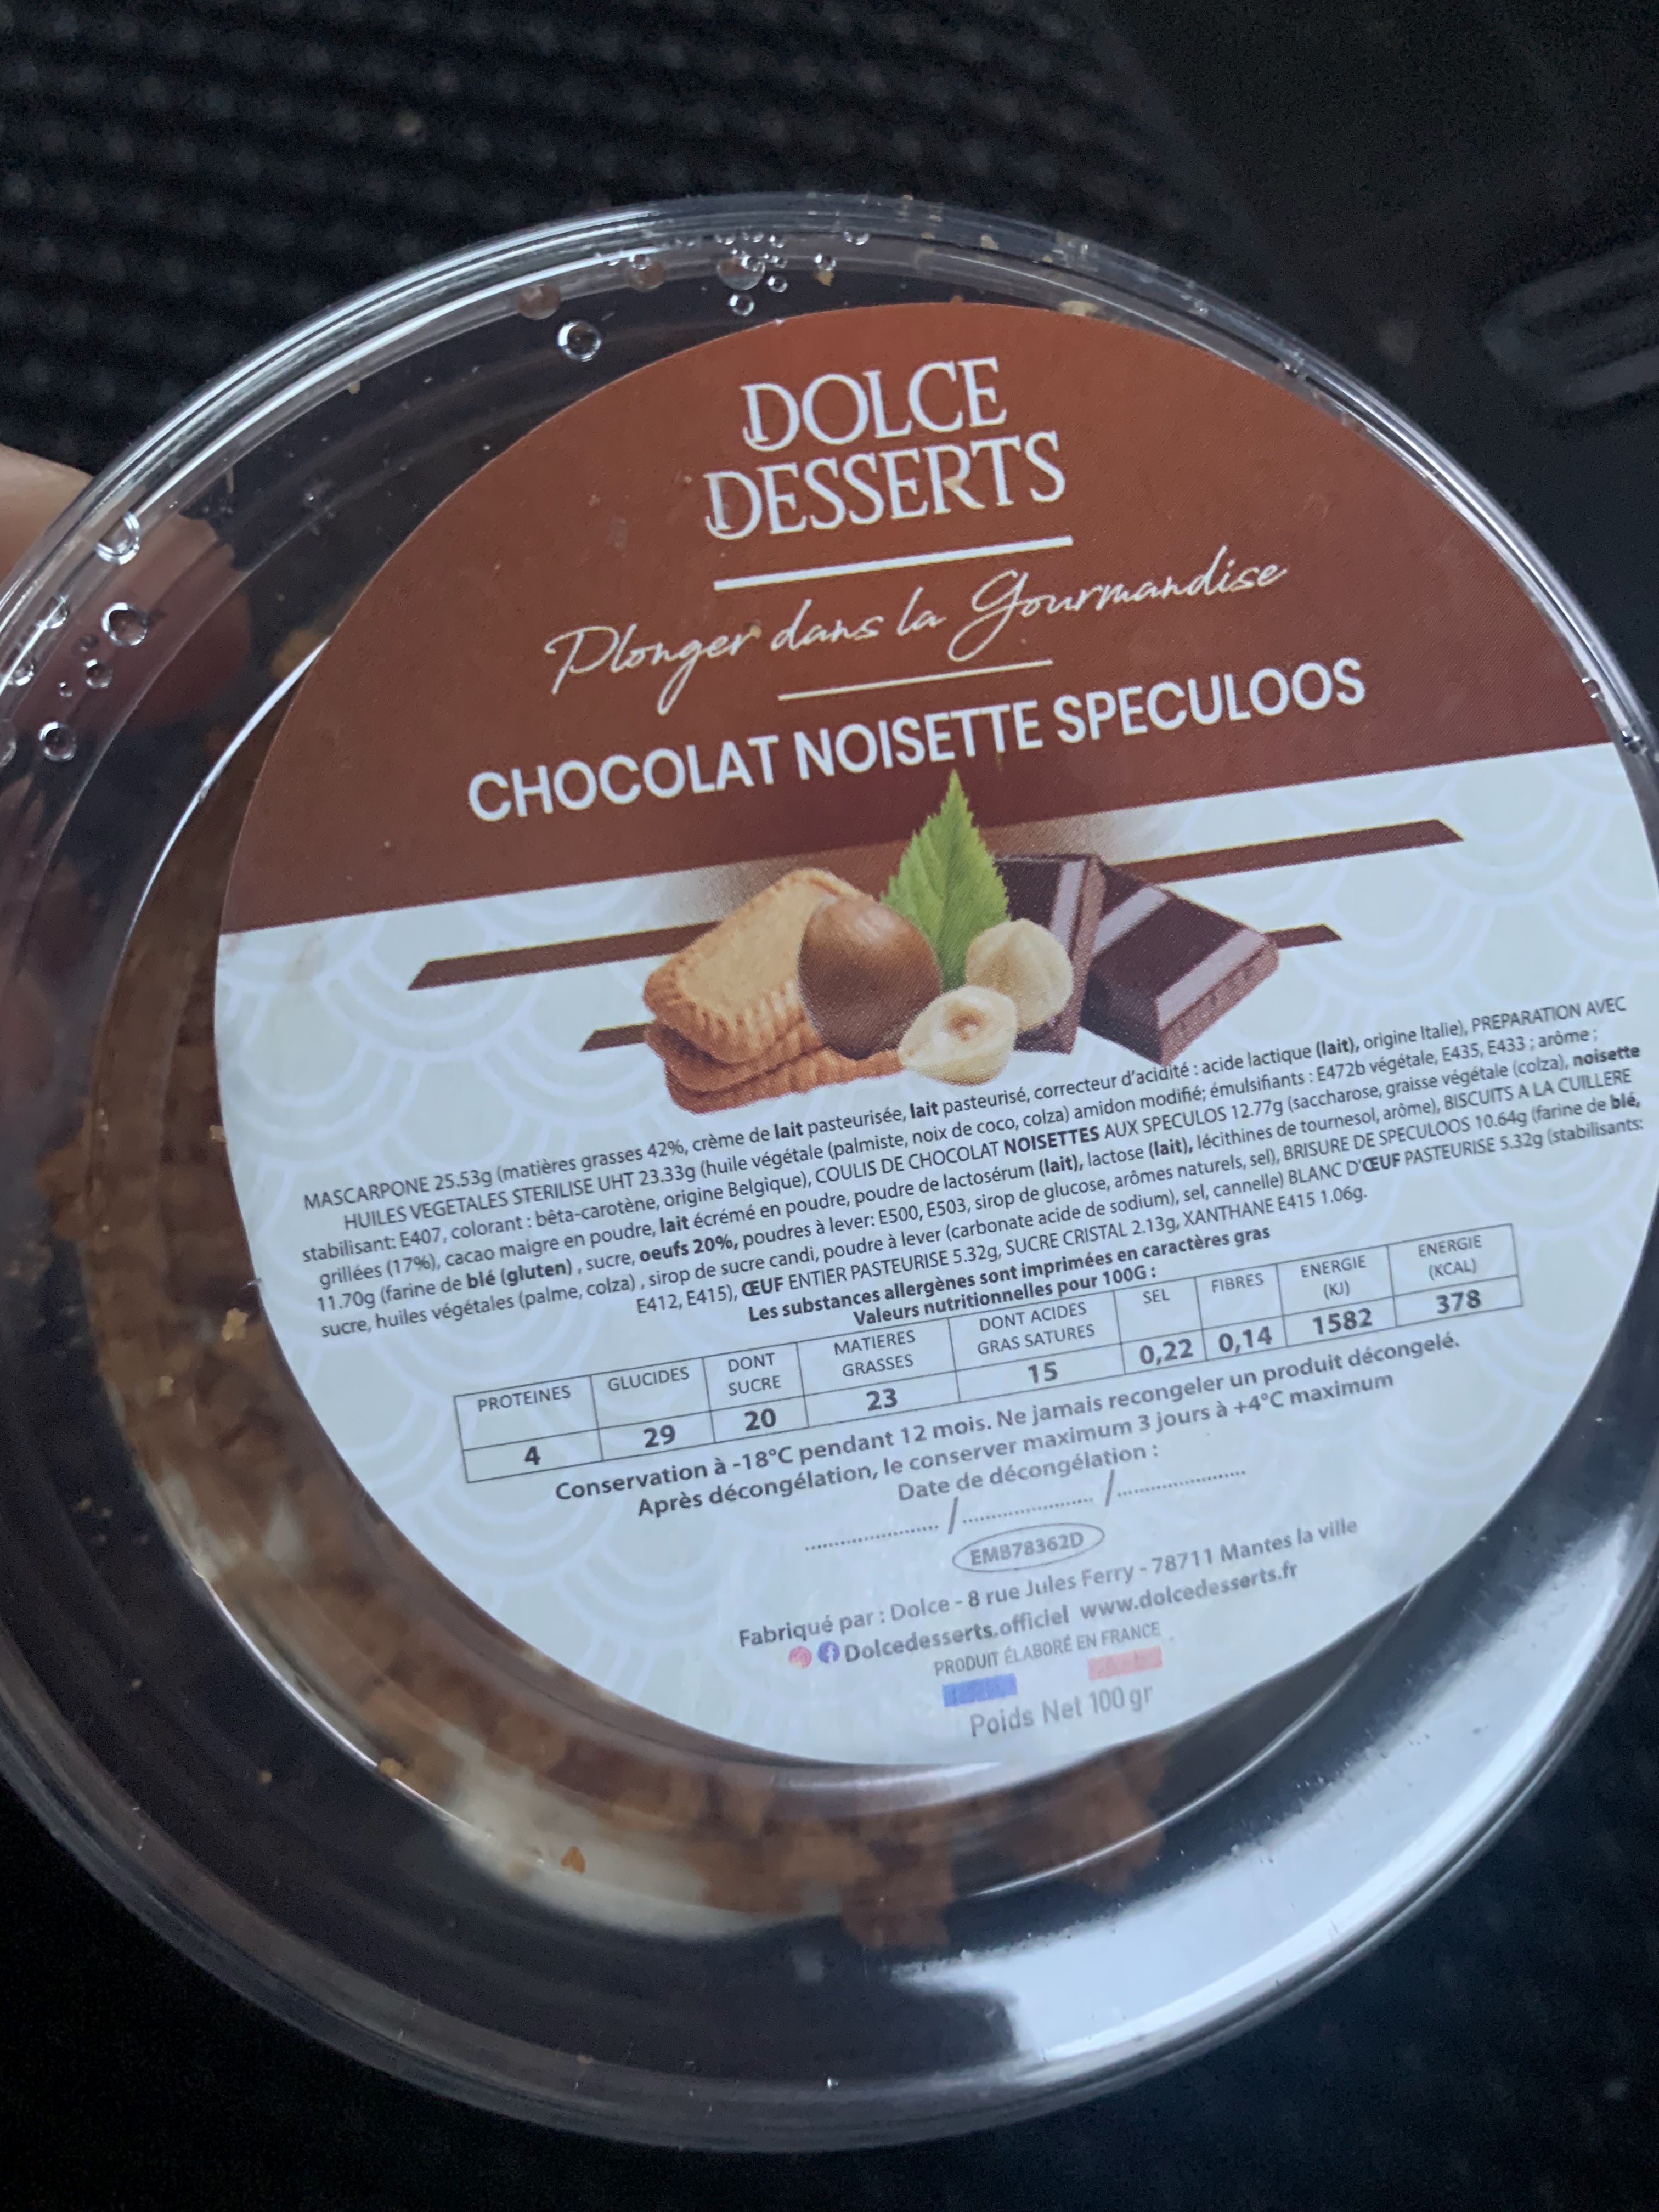 DOLCE
DESSERTS
Plonger dans la Gourmandise
CHOCOLAT NOISETTE SPECULOOS
MASCARPONE 25.53g (matières grasses 42%, crème de lait pasteurisée, lait pasteurisé, correcteur d'acidité : acide lactique (lait), origine Italie), PREPARATION AVEC
HUILES VEGETALES STERILISE UHT 23.33g (huile végétale (palmiste, noix de coco, colza) amidon modifié; émulsifiants : E472b végétale, E435, E433 ; arôme ;
stabilisant: E407, colorant : bêta-carotène, origine Belgique), COULIS DE CHOCOLAT NOISETTES AUX SPECULOS 12.77g (saccharose, graisse végétale (colza), noisette
grillées (17%), cacao maigre en poudre, lait écrémé en poudre, poudre de lactosérum (lait), lactose (lait), lécithines de tournesol, arôme), BISCUITS A LA CUILLERE
11.70g (farine de blé (gluten) , sucre, oeufs 20%, poudres à lever: E500, E503, sirop de glucose, arômes naturels, sel), BRISURE DE SPECULOOS 10.64g (farine de blé,
sucre, huiles végétales (palme, colza) , sirop de sucre candi, poudre à lever (carbonate acide de sodium), sel, cannelle) BLANC D'ŒUF PASTEURISE 5.32g (stabilisants:
E412, E415), ŒUF ENTIER PASTEURISE 5.32g, SUCRE CRISTAL 2.13g, XANTHANE E415 1.06g.
Les substances allergènes sont imprimées en caractères gras
Valeurs nutritionnelles pour 100G :
PROTEINES GLUCIDES DONT SUCRE MATIERES GRASSES DONT ACIDES GRAS SATURES SEL FIBRES ENERGIE (KJ) ENERGIE (KCAL)
4 29 20 23 15 0,22 0,14 1582 378
Conservation à -18°C pendant 12 mois. Ne jamais recongeler un produit décongelé.
Après décongélation, le conserver maximum 3 jours à +4°C maximum
Date de décongélation :
................../................../..................
EMB78362D
Fabriqué par : Dolce - 8 rue Jules Ferry - 78711 Mantes la ville
Dolcedesserts.officiel www.dolcedesserts.fr
PRODUIT ÉLABORÉ EN FRANCE
Poids Net 100 gr